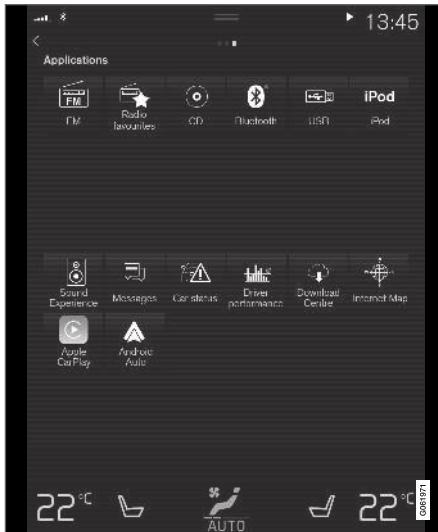 13:45
Applications
FM
iPod
FM
Radio
favourites
CD
Bluetooth
USB
iPod
Sound
Experience
Messages
Car status
Driver
performance
Download
Centre
Internet Map
Apple
CarPlay
Android
Auto
22°C
AUTO
22°C
G061971